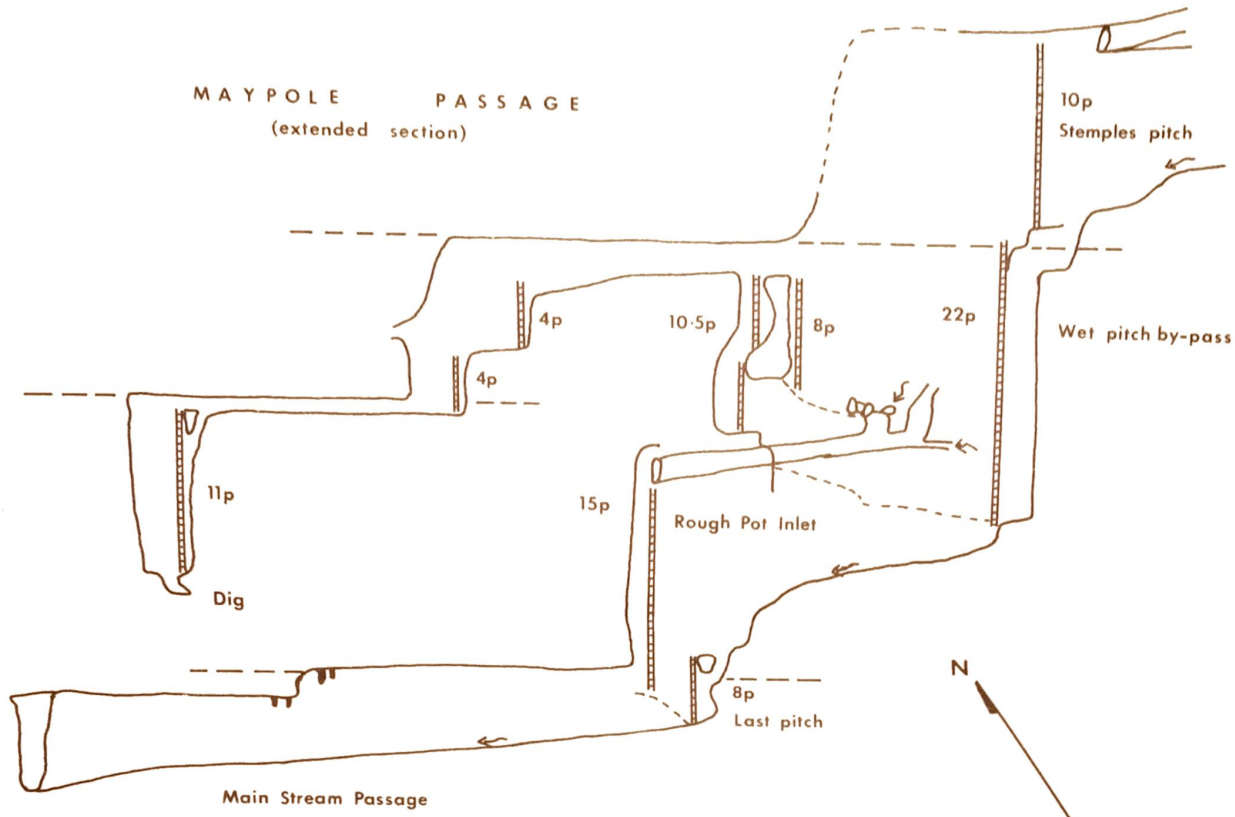 MAYPOLE PASSAGE
(extended section)
10p
Stemples pitch
4p
10·5p
8p
22p
Wet pitch by-pass
4p
11p
15p
Rough Pot Inlet
Dig
N
8p
Last pitch
Main Stream Passage